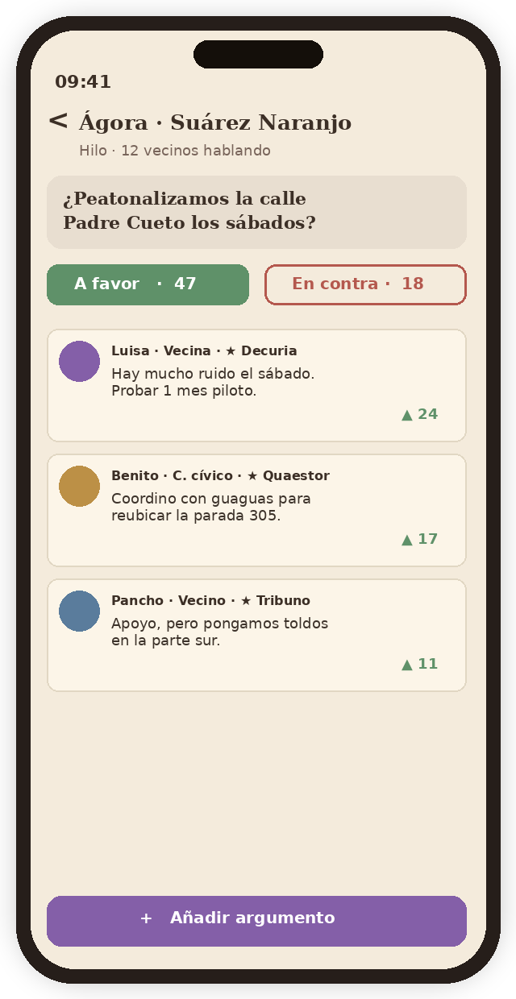 09:41
< Ágora · Suárez Naranjo
Hilo · 12 vecinos hablando
¿Peatonalizamos la calle
Padre Cueto los sábados?
A favor · 47
En contra · 18
Luisa · Vecina · ★ Decuria
Hay mucho ruido el sábado.
Probar 1 mes piloto.
▲ 24
Benito · C. cívico · ★ Quaestor
Coordino con guaguas para
reubicar la parada 305.
▲ 17
Pancho · Vecino · ★ Tribuno
Apoyo, pero pongamos toldos
en la parte sur.
▲ 11
+ Añadir argumento